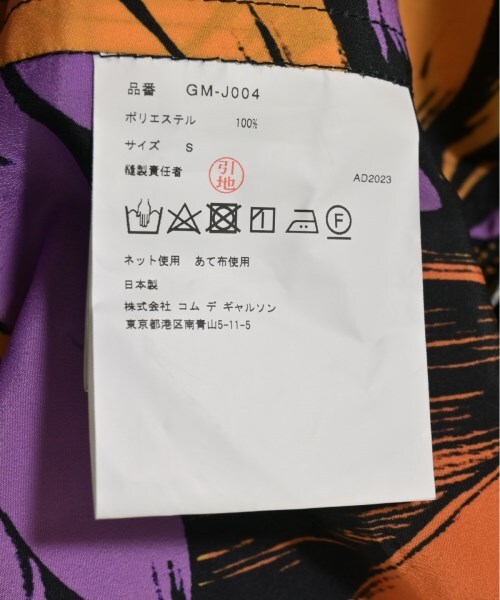 品番 GM-J004
ポリエステル 100%
サイズ S
縫製責任者 引地
AD2023
F
ネット使用 あて布使用
日本製
株式会社 コム デ ギャルソン
東京都港区南青山5-11-5